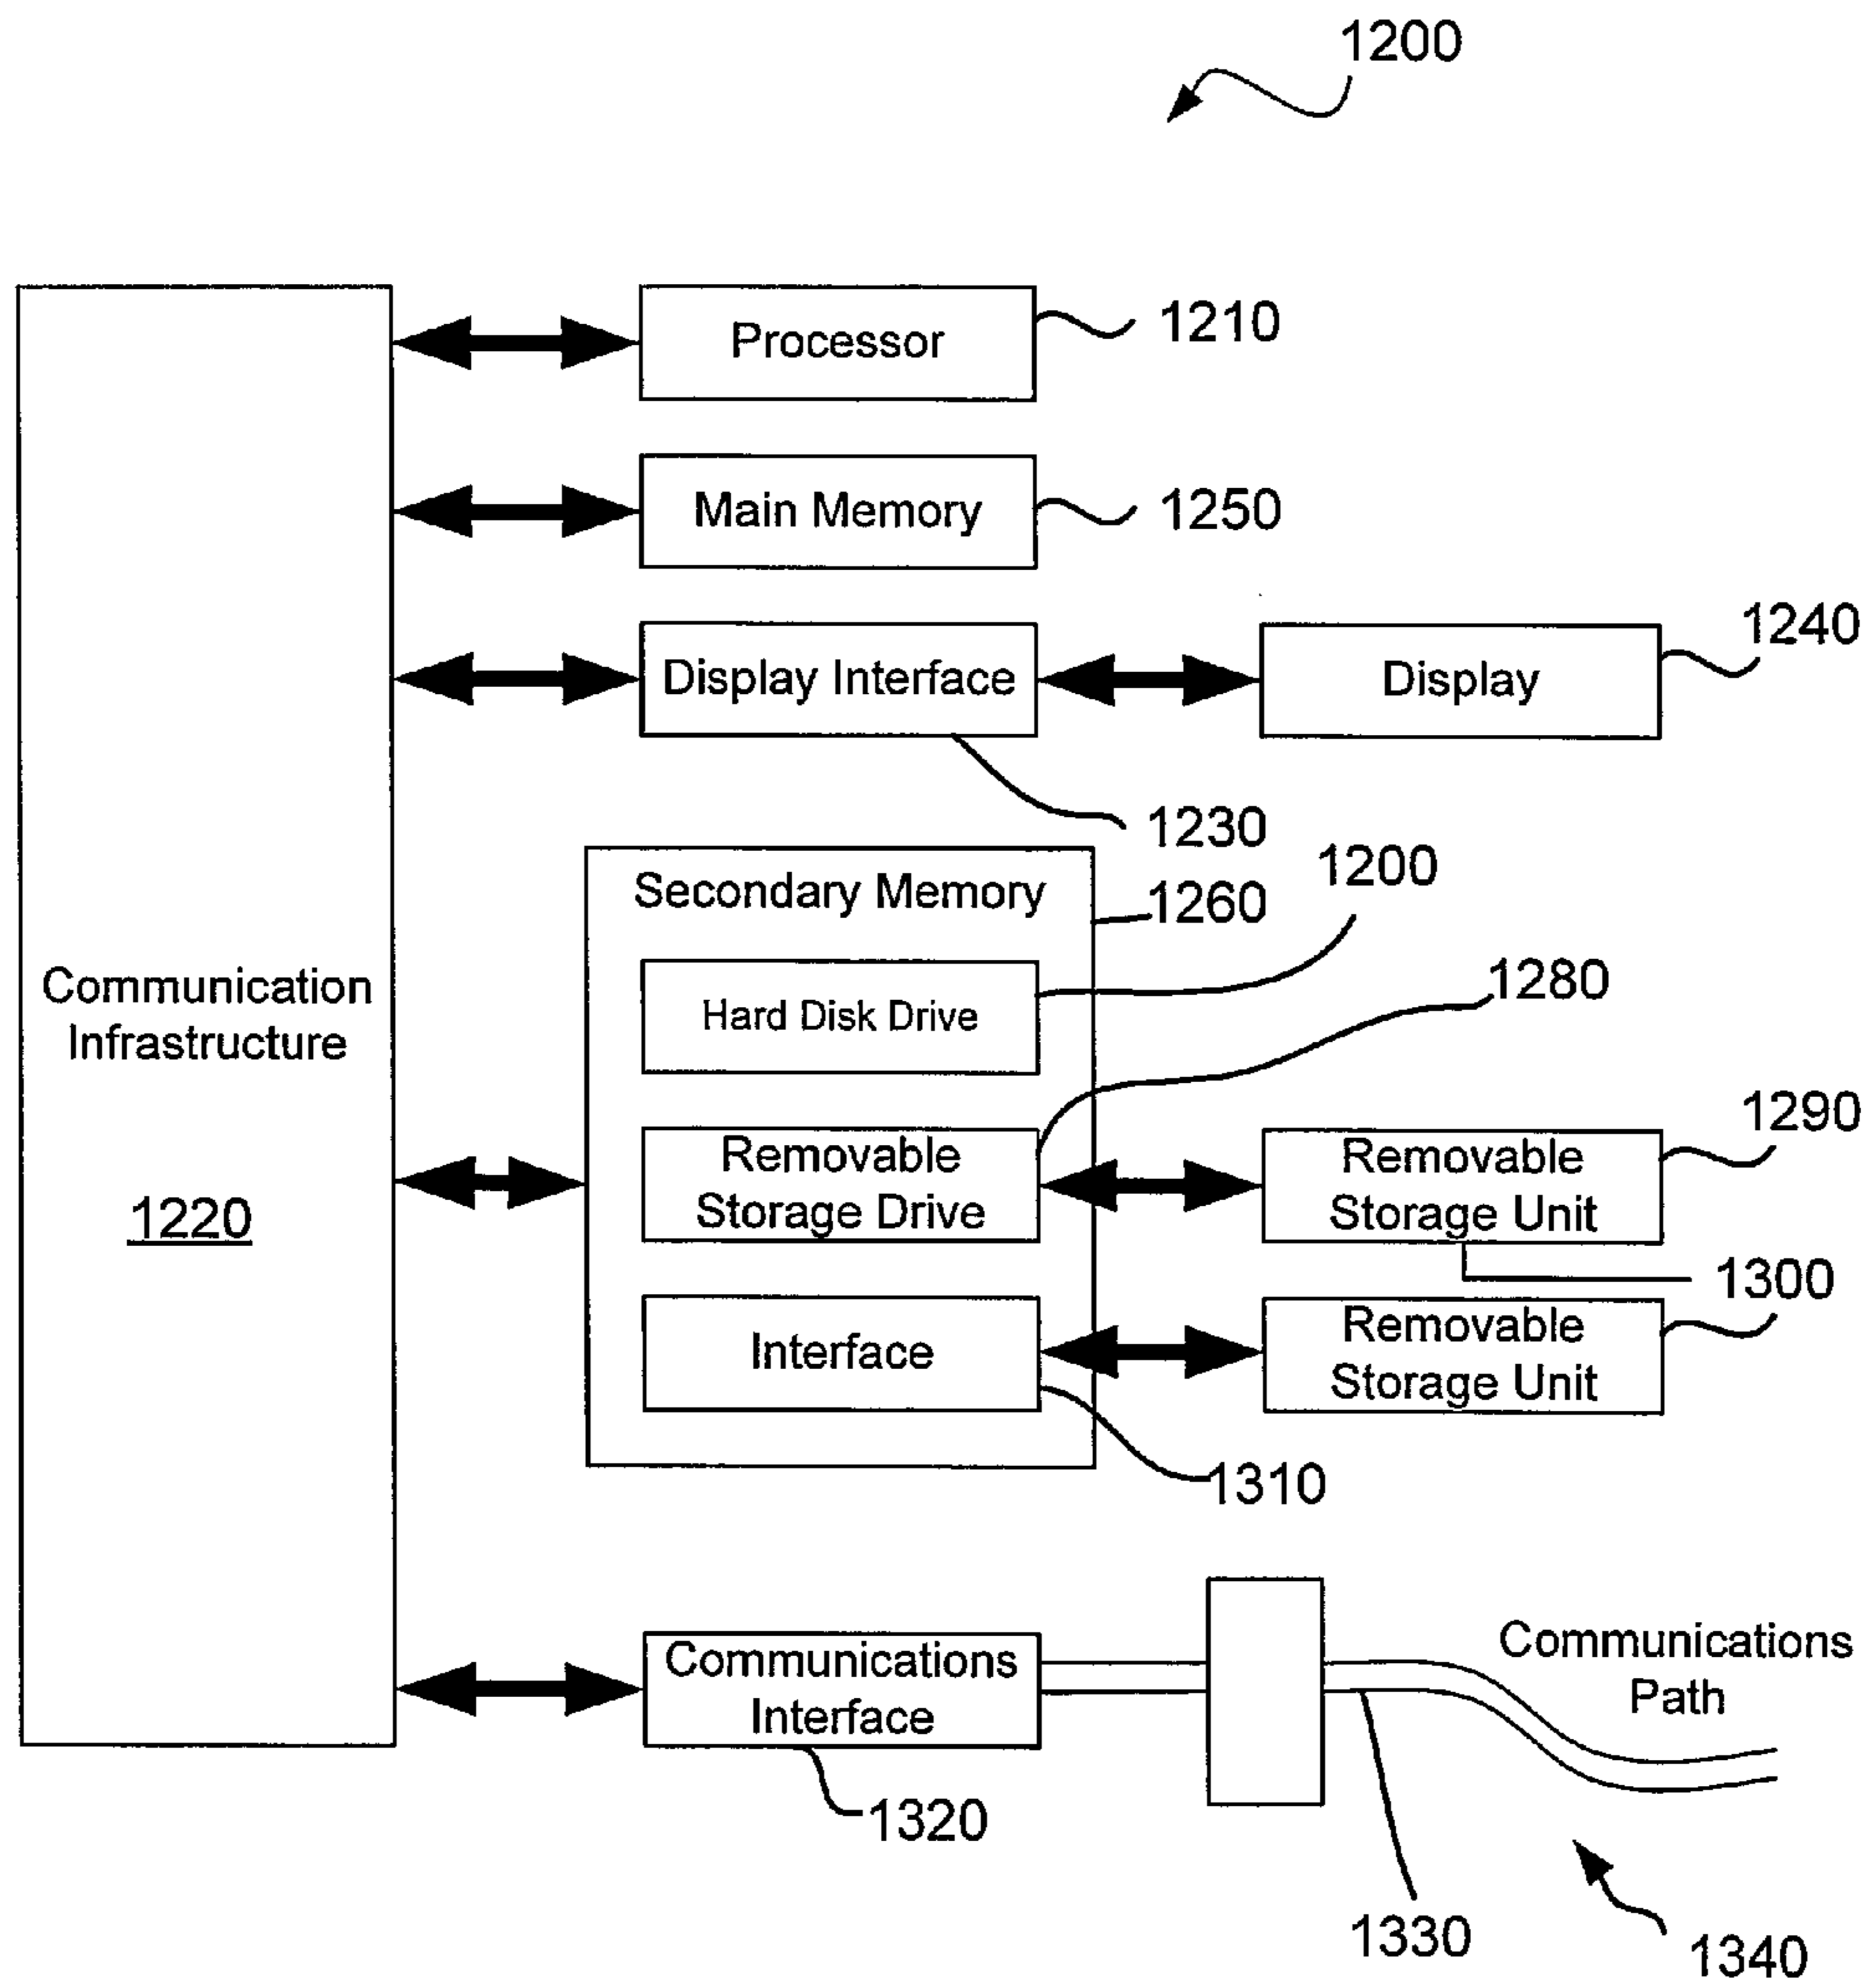 1200
Processor
1210
Main Memory
1250
Display Interface
Display
1240
1230
1200
Secondary Memory
1260
Hard Disk Drive
1280
Communication
Infrastructure
1220
Removable
Storage Drive
Removable
Storage Unit
1290
1300
Interface
Removable
Storage Unit
1310
Communications
Interface
Communications
Path
1320
1330
1340